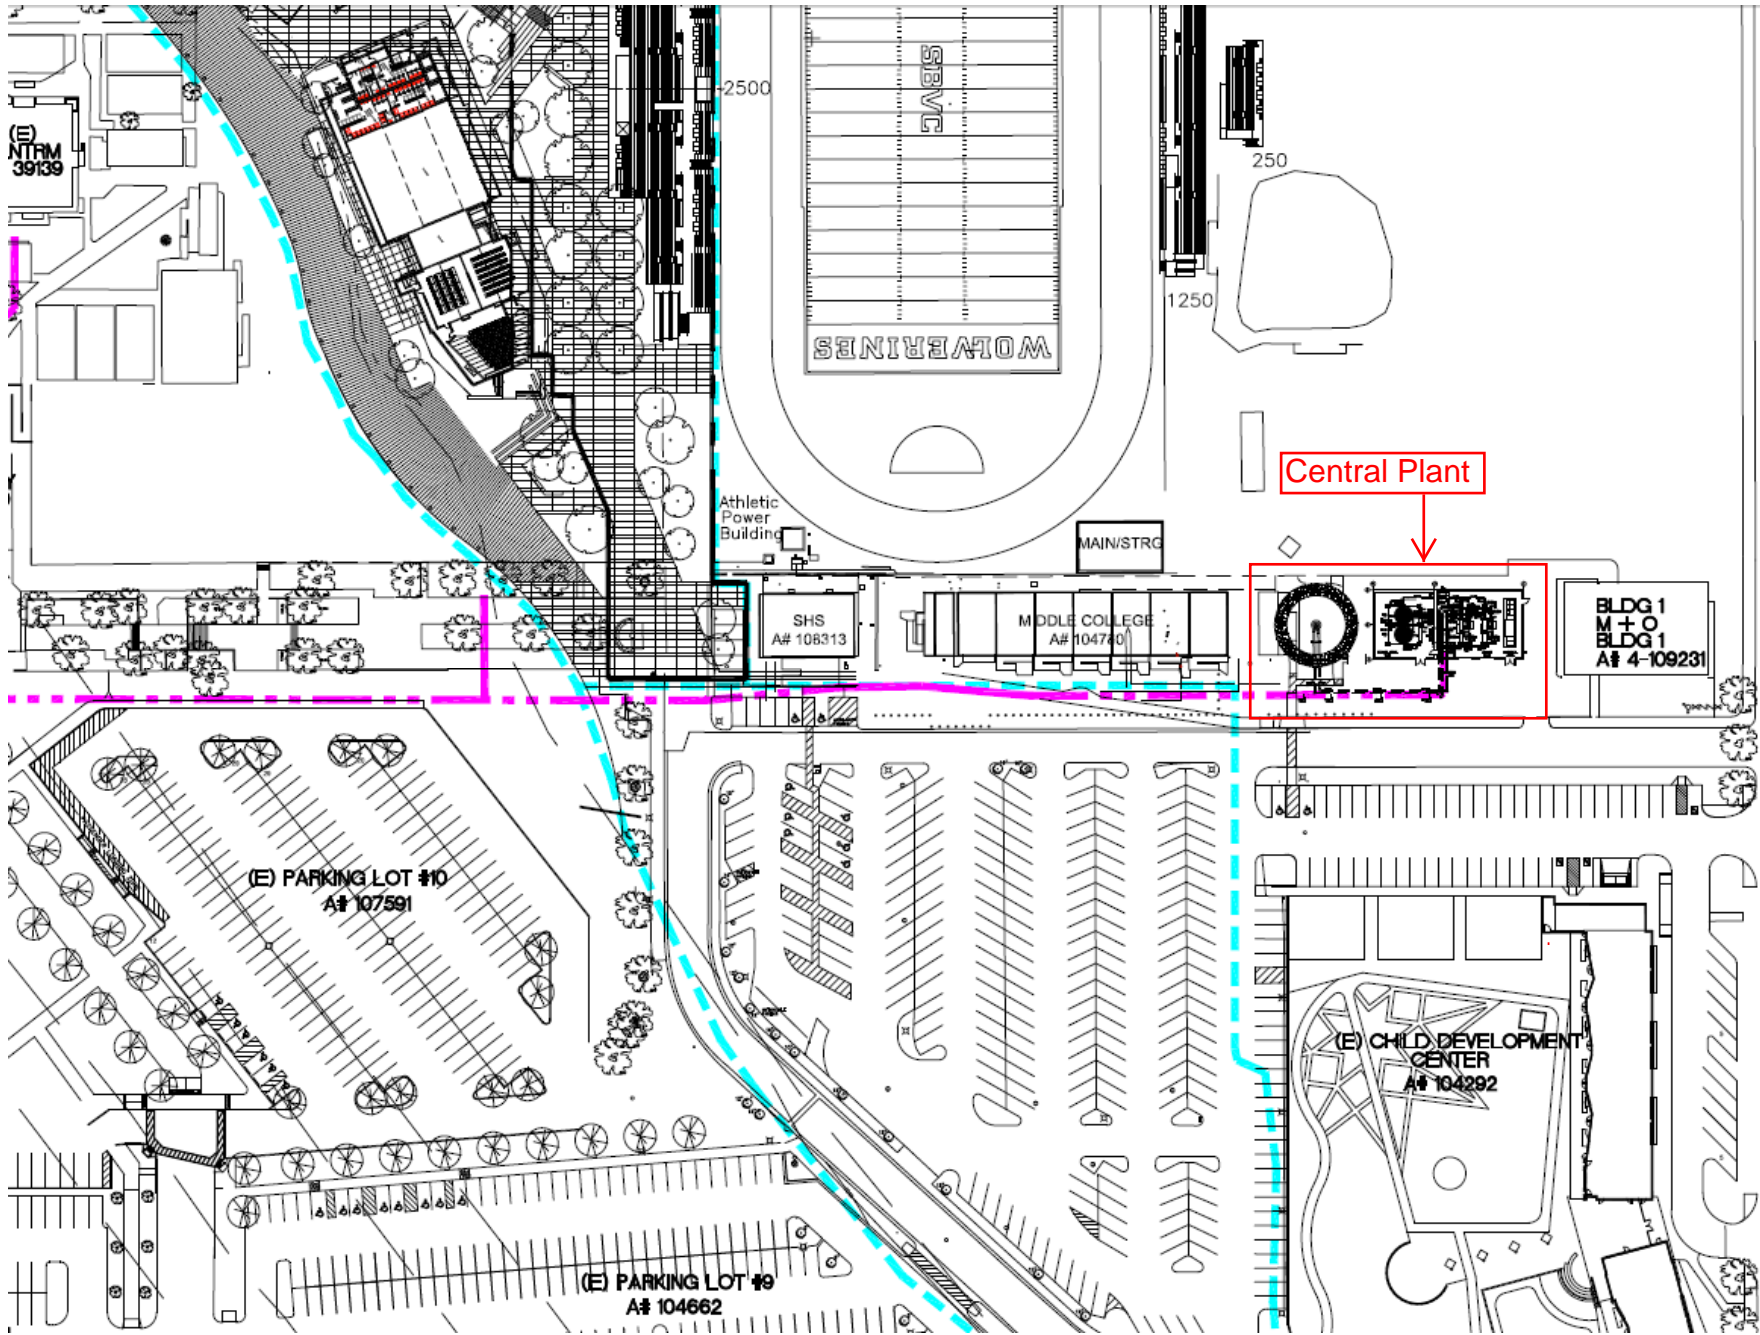 (E)
NTRM
39139
2500
SBVC
250
1250
WOLVERINES
Central Plant
Athletic
Power
Building
MAIN/STRG
SHS
A# 108313
MIDDLE COLLEGE
A# 104780
BLDG 1
M + O
BLDG 1
A# 4-109231
(E) PARKING LOT #10
A# 107591
(E) CHILD DEVELOPMENT
CENTER
A# 104292
(E) PARKING LOT #9
A# 104662